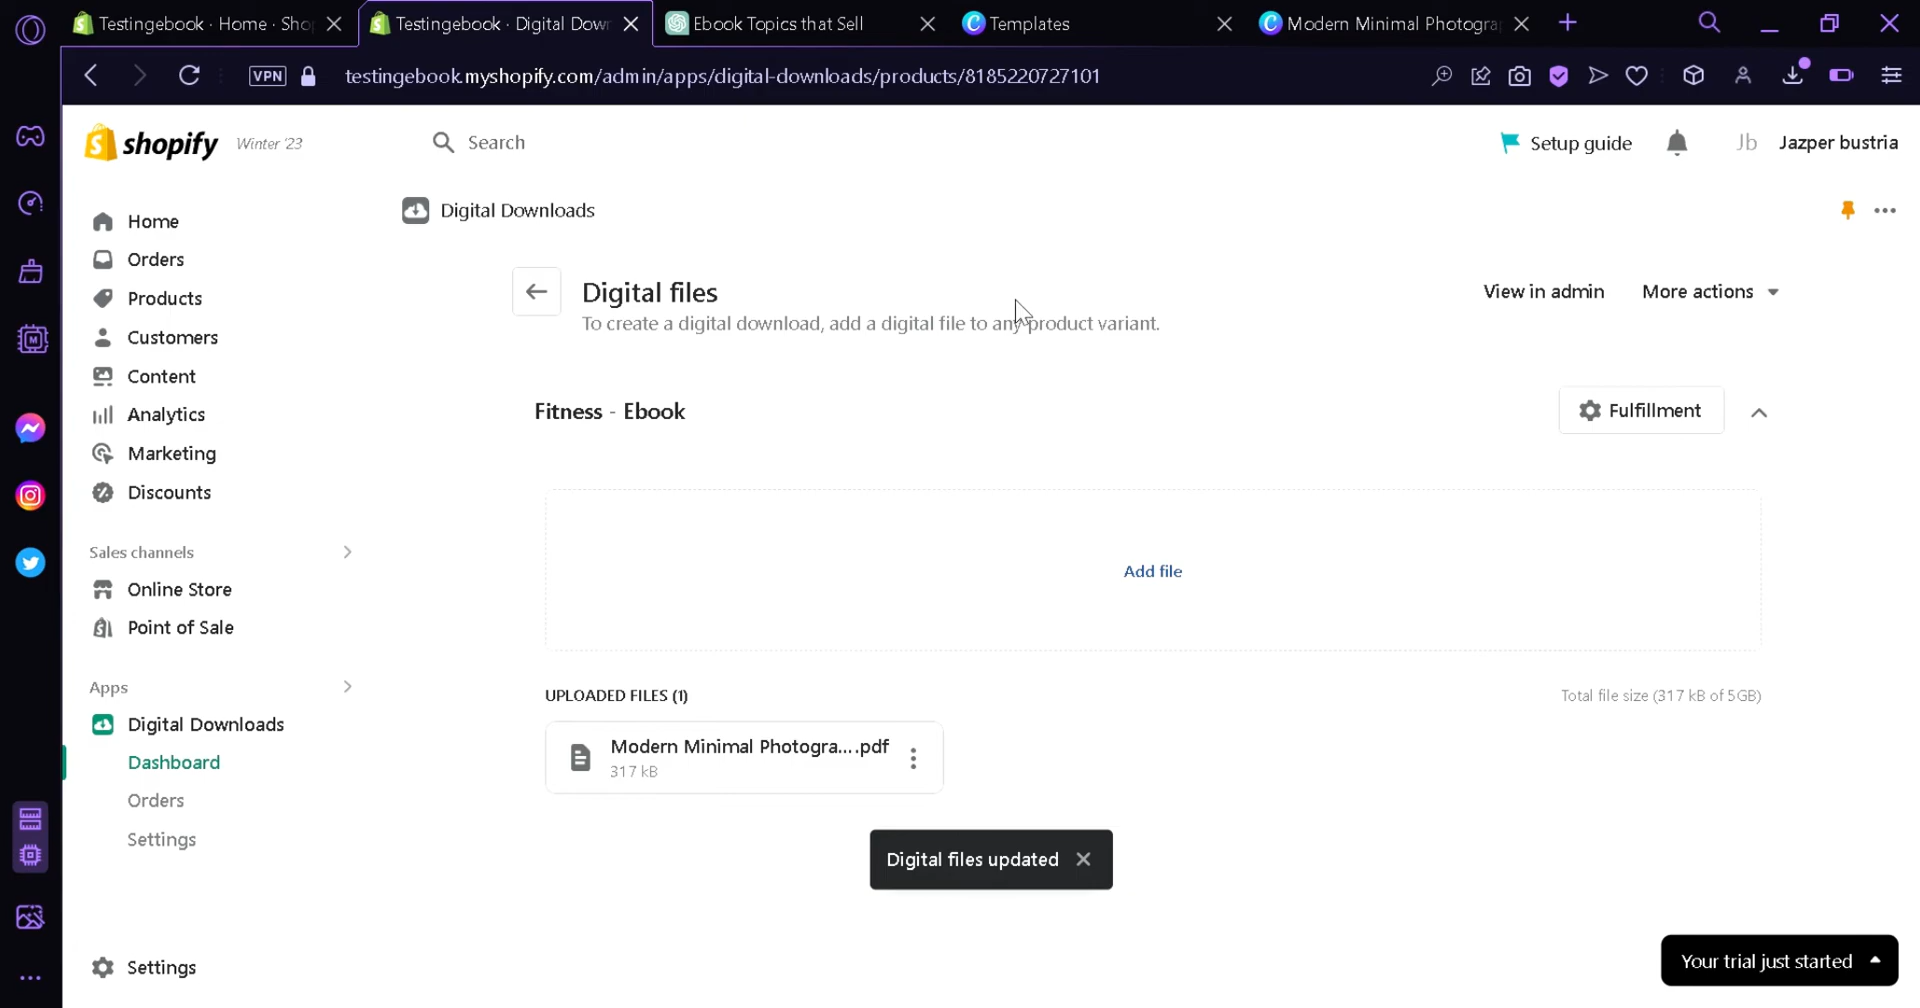 Testingebook · Home · Sho
Testingebook · Digital Dow
Ebook Topics that Sell
Templates
Modern Minimal Photogra
VPN
testingebook.myshopify.com/admin/apps/digital-downloads/products/8185220727101
shopify
Winter '23
Search
Setup guide
Jb
Jazper bustria
Home
Orders
Products
Customers
Content
Analytics
Marketing
Discounts
Sales channels
Online Store
Point of Sale
Apps
Digital Downloads
Dashboard
Orders
Settings
Settings
Digital Downloads
Digital files
To create a digital download, add a digital file to any product variant.
View in admin
More actions
Fitness - Ebook
Fulfillment
Add file
UPLOADED FILES (1)
Total file size (317 kB of 5GB)
Modern Minimal Photogra....pdf
317 kB
Digital files updated
Your trial just started